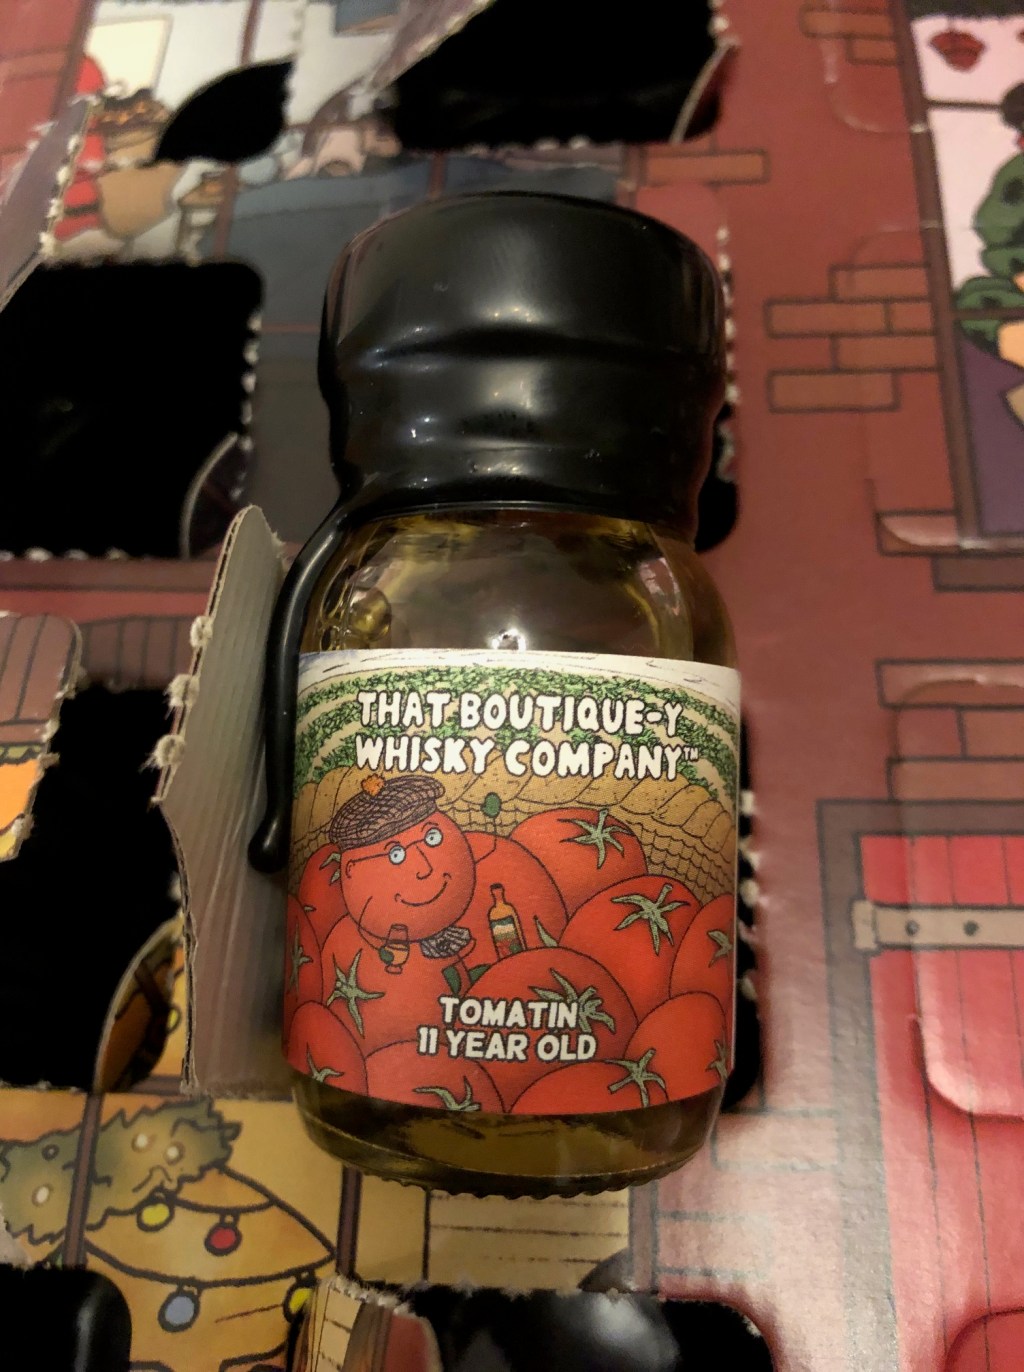 THAT BOUTIQUE-Y
WHISKY COMPANY™
TOMATIN
11 YEAR OLD